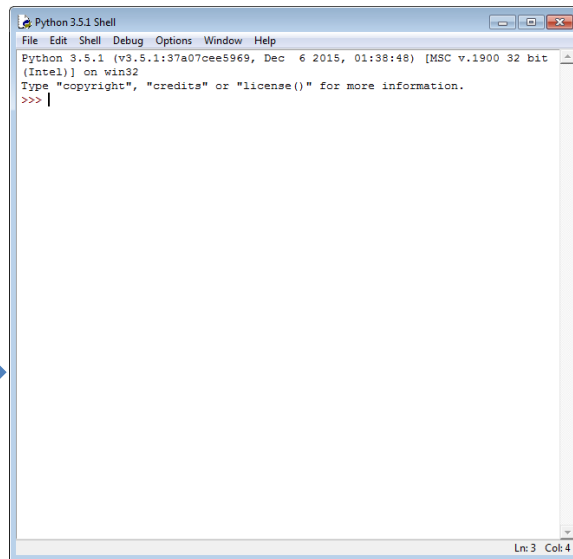 Python 3.5.1 Shell
File Edit Shell Debug Options Window Help
Python 3.5.1 (v3.5.1:37a07cee5969, Dec  6 2015, 01:38:48) [MSC v.1900 32 bit
(Intel)] on win32
Type "copyright", "credits" or "license()" for more information.
>>>
Ln: 3 Col: 4